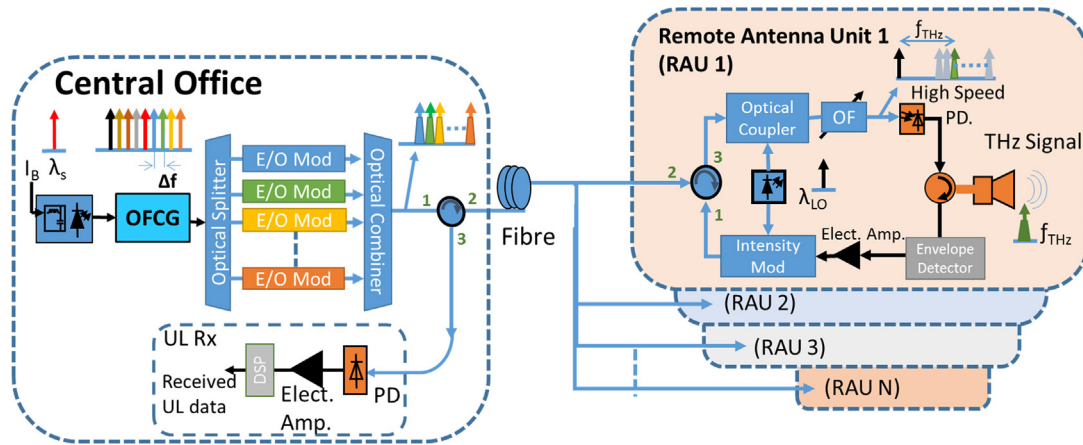 Central Office
I_B
λ_s
Δf
OFCG
Optical Splitter
E/O Mod
E/O Mod
E/O Mod
E/O Mod
Optical Combiner
1
2
3
Fibre
UL Rx
DSP
Received
UL data
Elect.
Amp.
PD
Remote Antenna Unit 1
(RAU 1)
f_THz
High Speed
PD.
Optical
Coupler
OF
THz Signal
2
3
1
λ_LO
Intensity
Mod
Elect. Amp.
Envelope
Detector
f_THz
(RAU 2)
(RAU 3)
(RAU N)